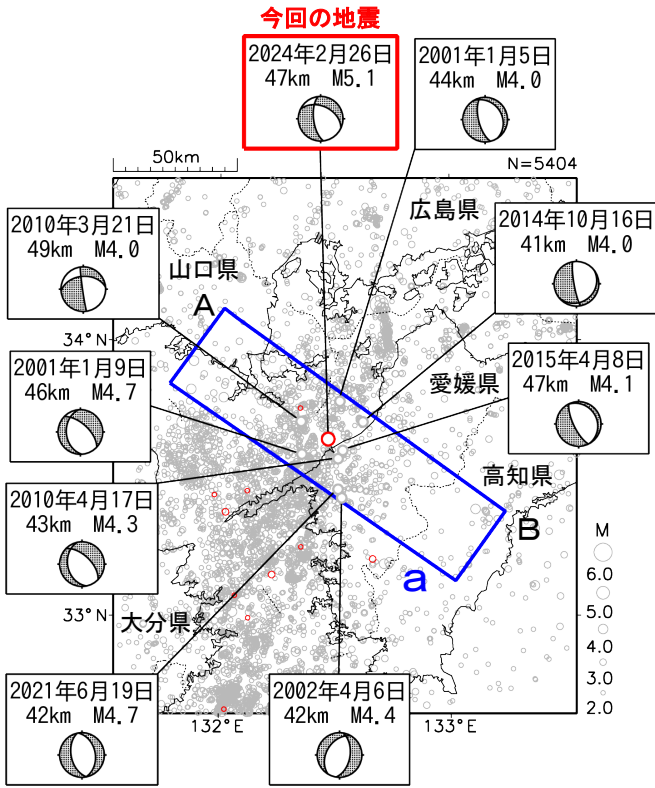 今回の地震
2024年2月26日
47km M5.1
2001年1月5日
44km M4.0
50km
N=5404
広島県
2010年3月21日
49km M4.0
2014年10月16日
41km M4.0
山口県
A
34°N
2001年1月9日
46km M4.7
愛媛県
2015年4月8日
47km M4.1
高知県
2010年4月17日
43km M4.3
B
M
a
6.0
33°N
大分県
5.0
4.0
3.0
2.0
2021年6月19日
42km M4.7
2002年4月6日
42km M4.4
132°E
133°E